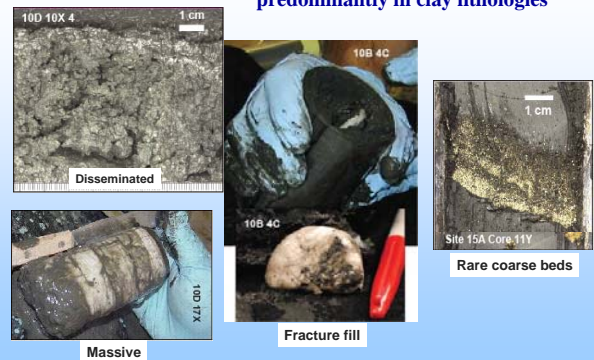 predominantly in clay lithologies
10D 10X 4
1 cm
Disseminated
10B 4C
1 cm
Site 15A Core 11Y
Rare coarse beds
10D 17X
Massive
10B 4C
Fracture fill